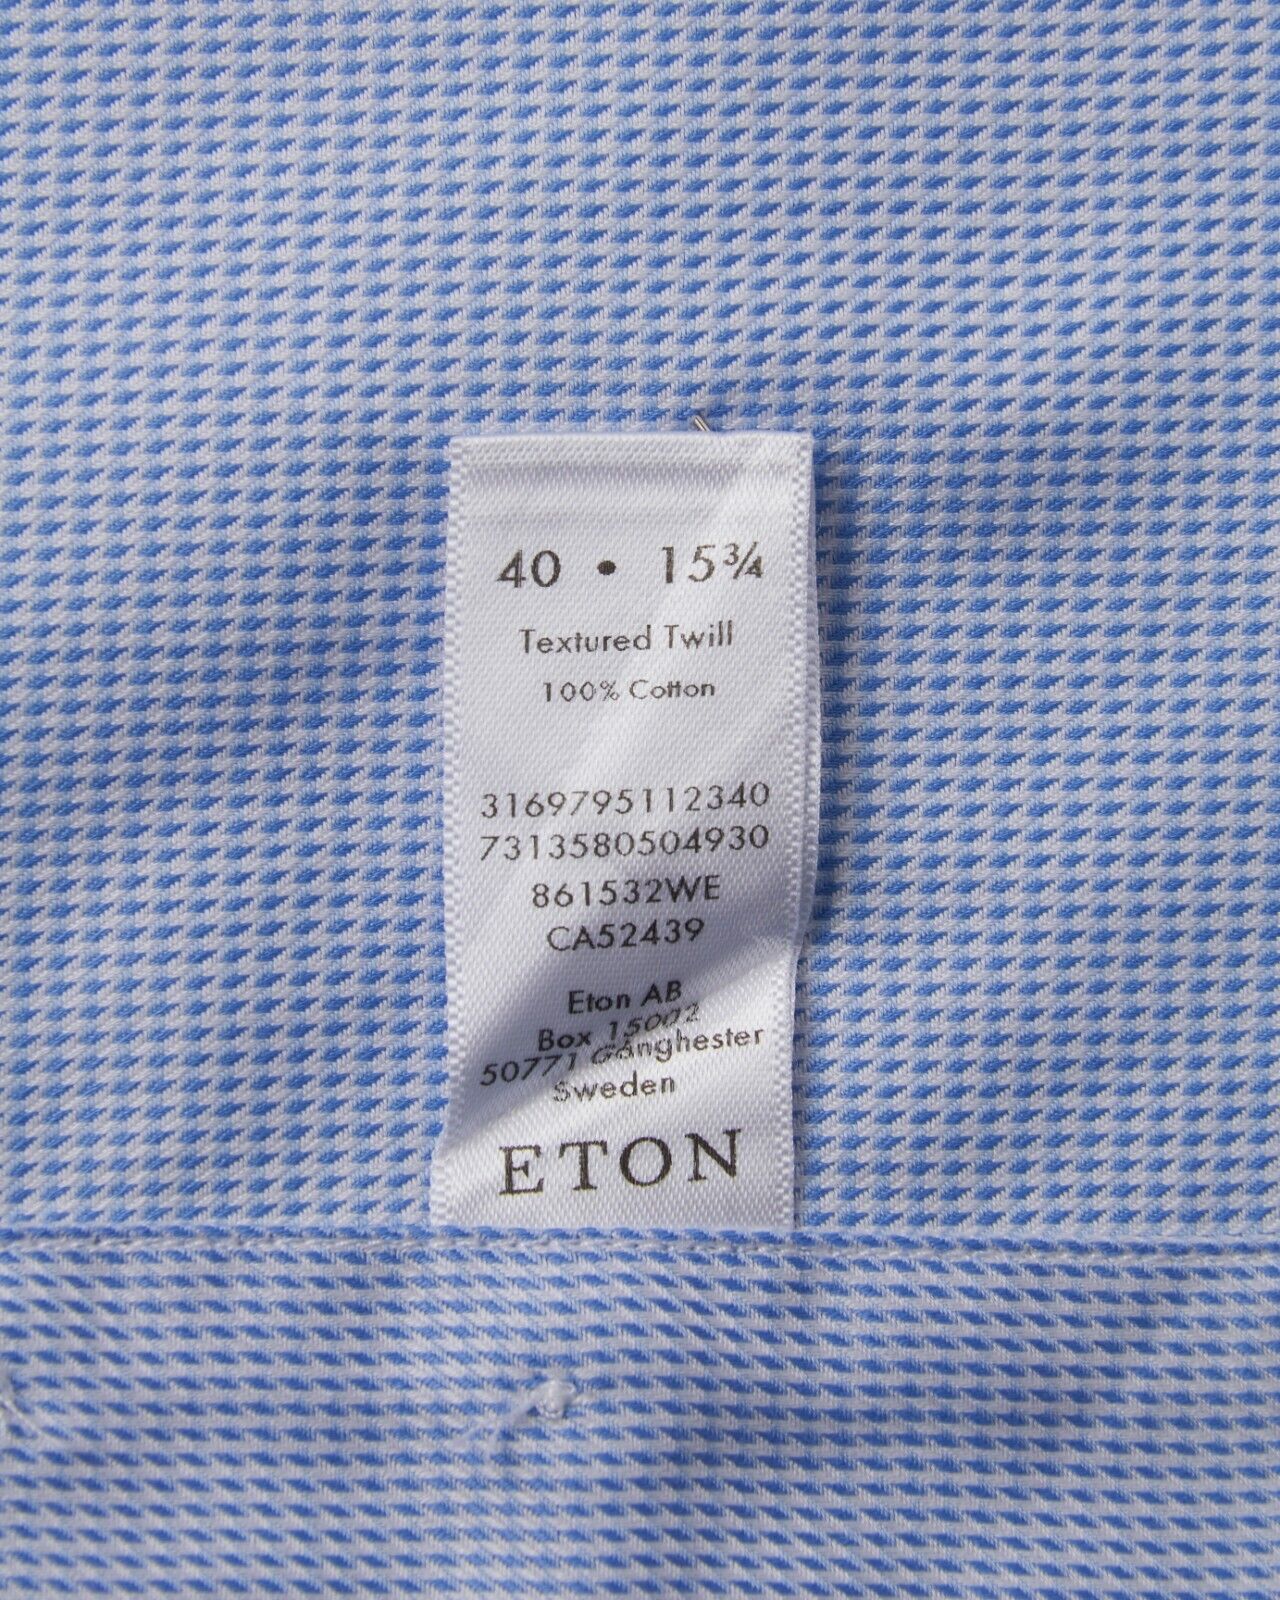 40 • 15¾
Textured Twill
100% Cotton
3169795112340
7313580504930
861532WE
CA52439
Eton AB
Box 15002
50771 Gånghester
Sweden
ETON